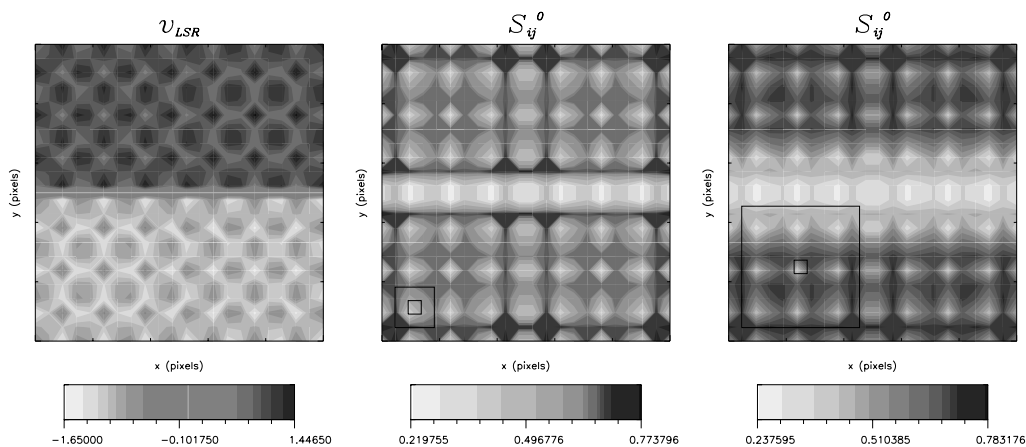 υ_LSR
S_ij^0
S_ij^0
y (pixels)
y (pixels)
y (pixels)
x (pixels)
x (pixels)
x (pixels)
−1.65000 −0.101750 1.44650
0.219755 0.496776 0.773796
0.237595 0.510385 0.783176